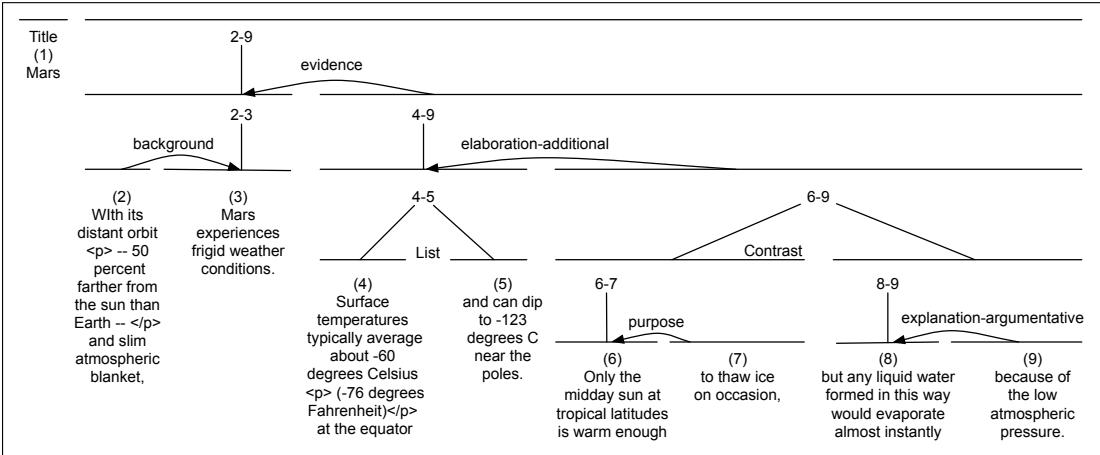 Title
(1)
Mars
2-9
evidence
2-3
4-9
background
elaboration-additional
(2)
WIth its
distant orbit
<p> -- 50
percent
farther from
the sun than
Earth -- </p>
and slim
atmospheric
blanket,
(3)
Mars
experiences
frigid weather
conditions.
4-5
6-9
List
Contrast
(4)
Surface
temperatures
typically average
about -60
degrees Celsius
<p> (-76 degrees
Fahrenheit)</p>
at the equator
(5)
and can dip
to -123
degrees C
near the
poles.
6-7
8-9
purpose
explanation-argumentative
(6)
Only the
midday sun at
tropical latitudes
is warm enough
(7)
to thaw ice
on occasion,
(8)
but any liquid water
formed in this way
would evaporate
almost instantly
(9)
because of
the low
atmospheric
pressure.